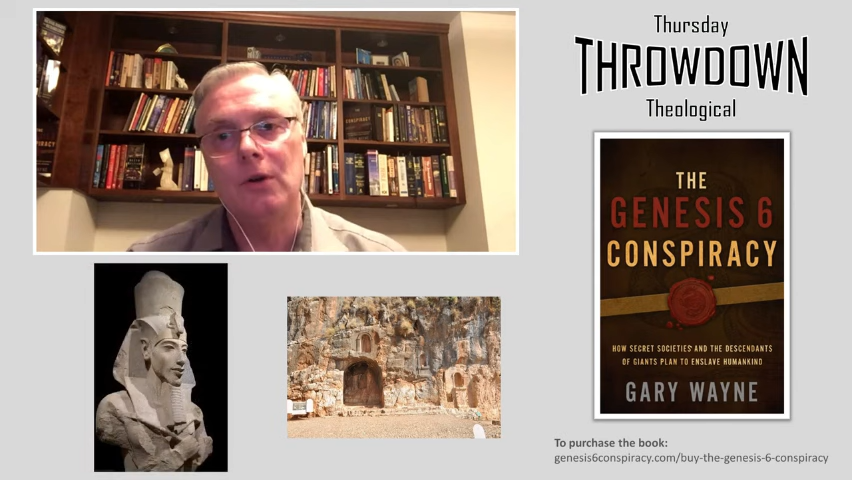 Thursday
THROWDOWN
Theological
THE
GENESIS 6
CONSPIRACY
HOW SECRET SOCIETIES AND THE DESCENDANTS
OF GIANTS PLAN TO ENSLAVE HUMANKIND
GARY WAYNE
To purchase the book:
genesis6conspiracy.com/buy-the-genesis-6-conspiracy
CONSPIRACY